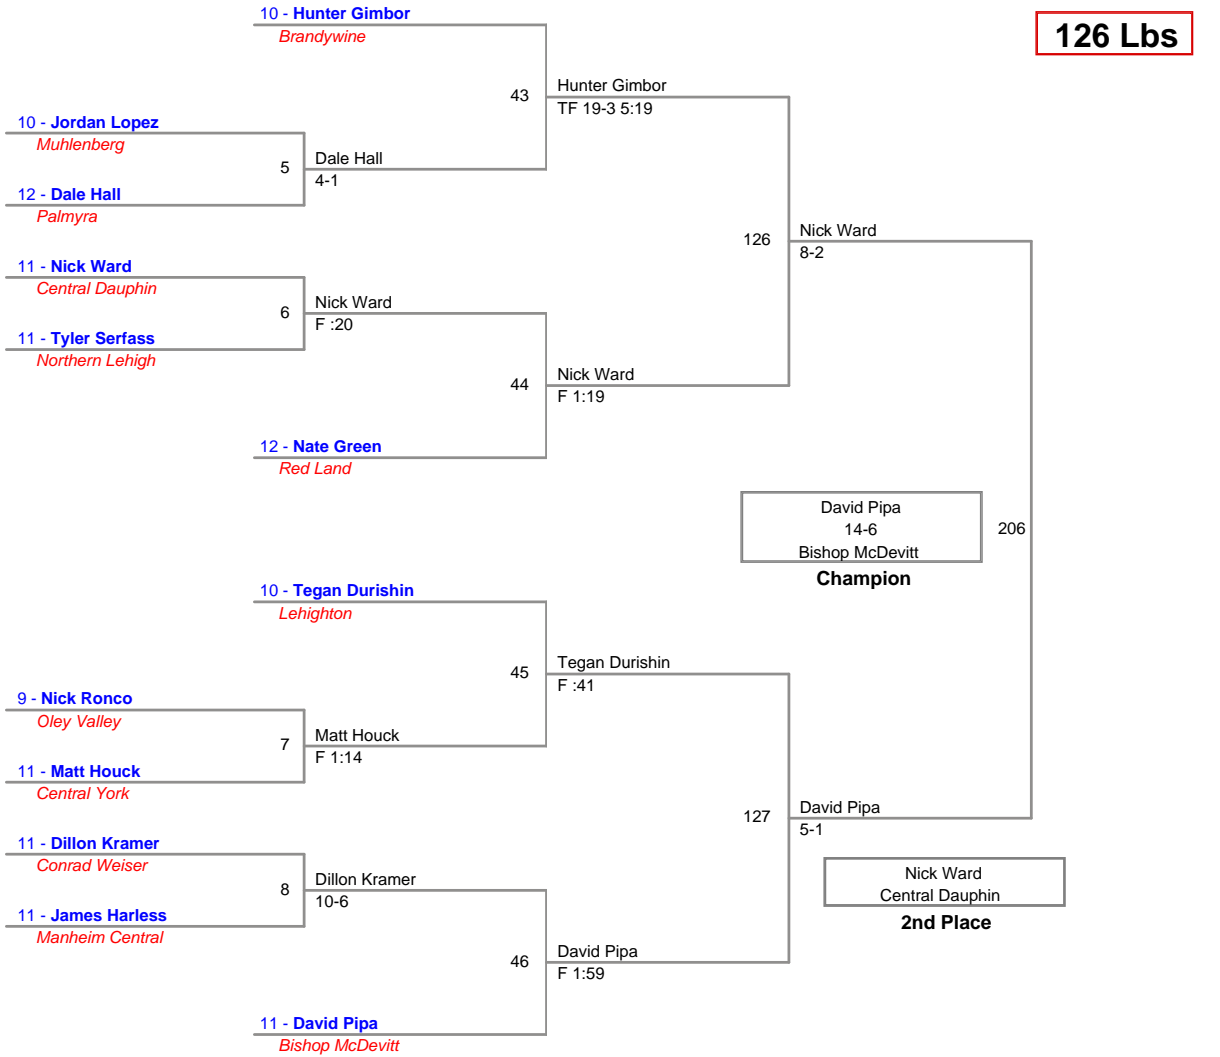 10 - Hunter Gimbor
Brandywine
126 Lbs
43
Hunter Gimbor
TF 19-3 5:19
10 - Jordan Lopez
Muhlenberg
5
Dale Hall
4-1
12 - Dale Hall
Palmyra
126
Nick Ward
8-2
11 - Nick Ward
Central Dauphin
6
Nick Ward
F :20
11 - Tyler Serfass
Northern Lehigh
44
Nick Ward
F 1:19
12 - Nate Green
Red Land
David Pipa
14-6
Bishop McDevitt
Champion
206
10 - Tegan Durishin
Lehighton
45
Tegan Durishin
F :41
9 - Nick Ronco
Oley Valley
7
Matt Houck
F 1:14
11 - Matt Houck
Central York
127
David Pipa
5-1
11 - Dillon Kramer
Conrad Weiser
8
Dillon Kramer
10-6
11 - James Harless
Manheim Central
Nick Ward
Central Dauphin
2nd Place
46
David Pipa
F 1:59
11 - David Pipa
Bishop McDevitt